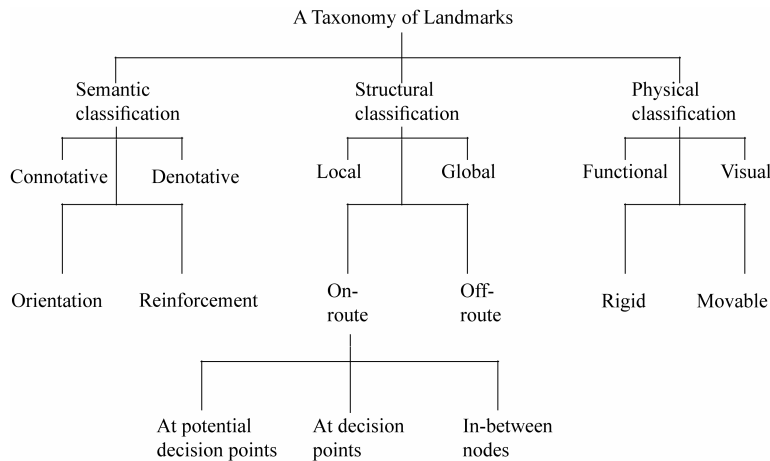 A Taxonomy of Landmarks
Semantic
classification
Structural
classification
Physical
classification
Connotative
Denotative
Local
Global
Functional
Visual
Orientation
Reinforcement
On-
route
Off-
route
Rigid
Movable
At potential
decision points
At decision
points
In-between
nodes